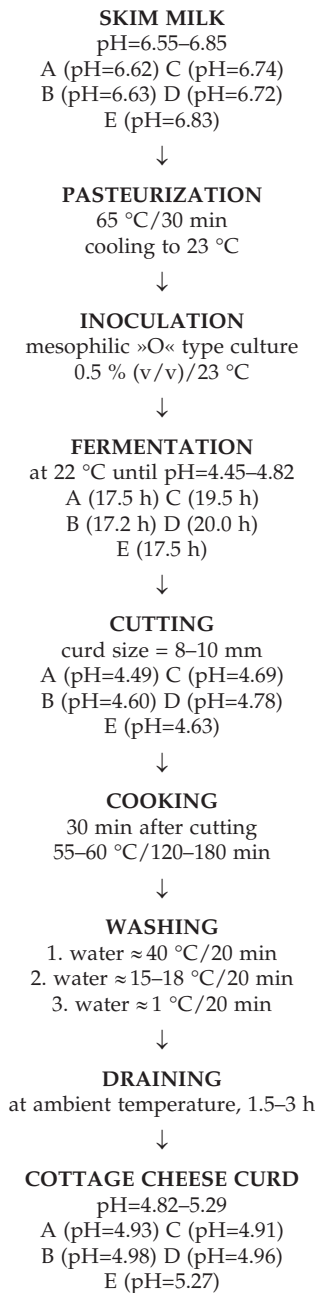 SKIM MILK
pH=6.55–6.85
A (pH=6.62) C (pH=6.74)
B (pH=6.63) D (pH=6.72)
E (pH=6.83)
↓
PASTEURIZATION
65 °C/30 min
cooling to 23 °C
↓
INOCULATION
mesophilic »O« type culture
0.5 % (v/v)/23 °C
↓
FERMENTATION
at 22 °C until pH=4.45–4.82
A (17.5 h) C (19.5 h)
B (17.2 h) D (20.0 h)
E (17.5 h)
↓
CUTTING
curd size = 8–10 mm
A (pH=4.49) C (pH=4.69)
B (pH=4.60) D (pH=4.78)
E (pH=4.63)
↓
COOKING
30 min after cutting
55–60 °C/120–180 min
↓
WASHING
1. water ≈ 40 °C/20 min
2. water ≈ 15–18 °C/20 min
3. water ≈ 1 °C/20 min
↓
DRAINING
at ambient temperature, 1.5–3 h
↓
COTTAGE CHEESE CURD
pH=4.82–5.29
A (pH=4.93) C (pH=4.91)
B (pH=4.98) D (pH=4.96)
E (pH=5.27)